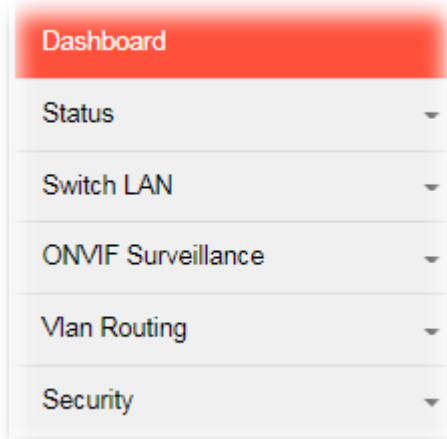 Dashboard
Status
Switch LAN
ONVIF Surveillance
Vlan Routing
Security